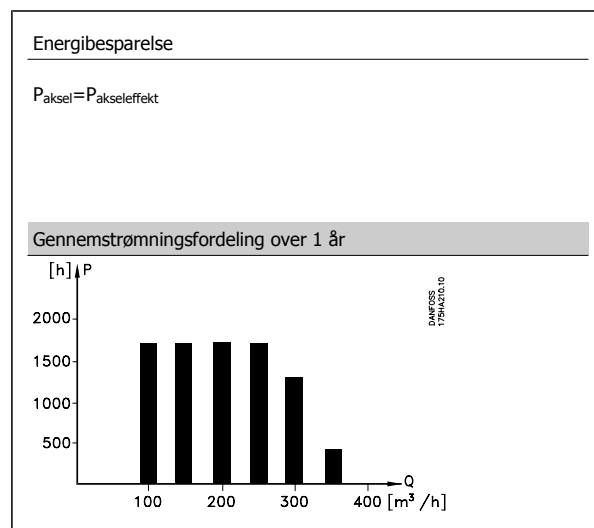 Energibesparelse
Paksel=Pakseleffekt
Gennemstrømningsfordeling over 1 år
[h] P
DANFOSS
175HA210.10
2000
1500
1000
500
Q
100 200 300 400 [m³/h]